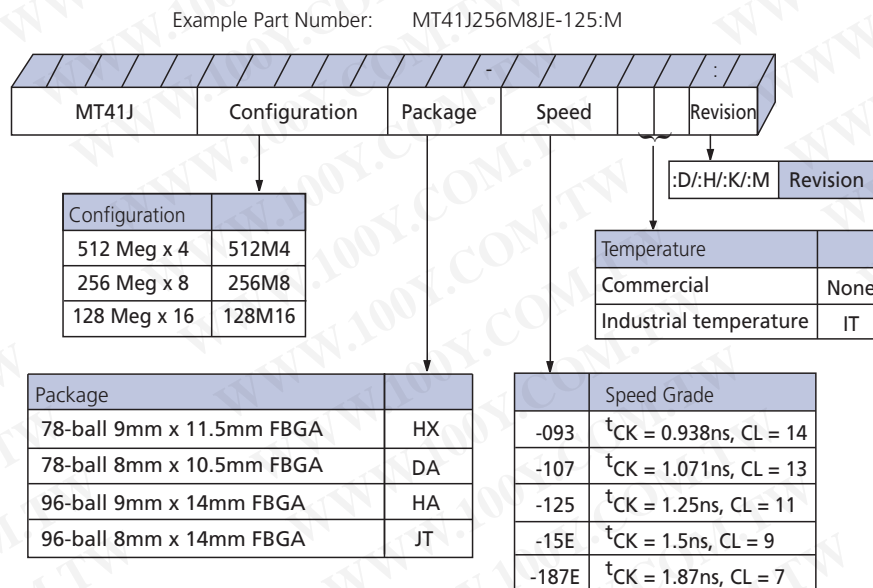 Example Part Number: MT41J256M8JE-125:M
- :
MT41J Configuration Package Speed Revision
:D/:H/:K/:M Revision
Configuration
512 Meg x 4 512M4
256 Meg x 8 256M8
128 Meg x 16 128M16
Temperature
Commercial None
Industrial temperature IT
Package
78-ball 9mm x 11.5mm FBGA HX
78-ball 8mm x 10.5mm FBGA DA
96-ball 9mm x 14mm FBGA HA
96-ball 8mm x 14mm FBGA JT
Speed Grade
-093 tCK = 0.938ns, CL = 14
-107 tCK = 1.071ns, CL = 13
-125 tCK = 1.25ns, CL = 11
-15E tCK = 1.5ns, CL = 9
-187E tCK = 1.87ns, CL = 7
WWW.100Y.COM.TW